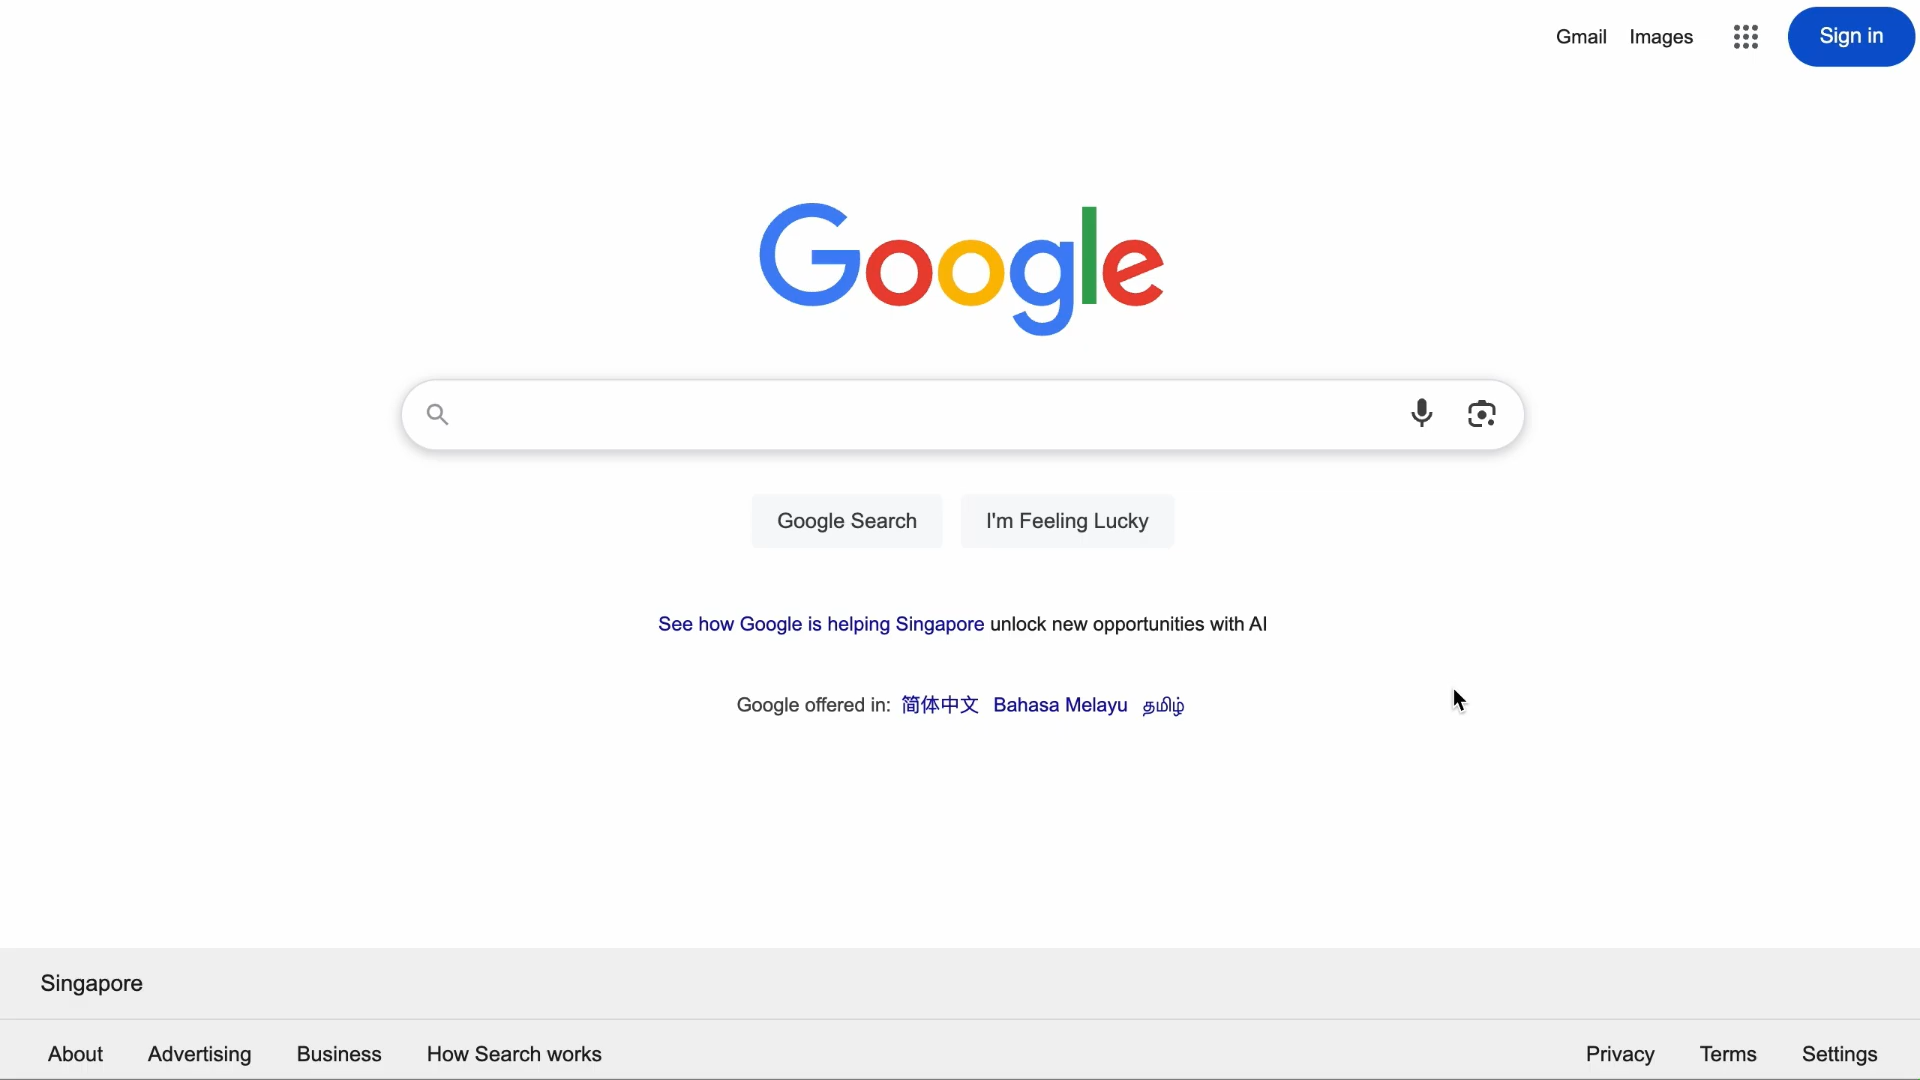 Gmail Images Sign in
Google
Google Search I'm Feeling Lucky
See how Google is helping Singapore unlock new opportunities with AI
Google offered in: 简体中文 Bahasa Melayu தமிழ்
Singapore
About Advertising Business How Search works Privacy Terms Settings